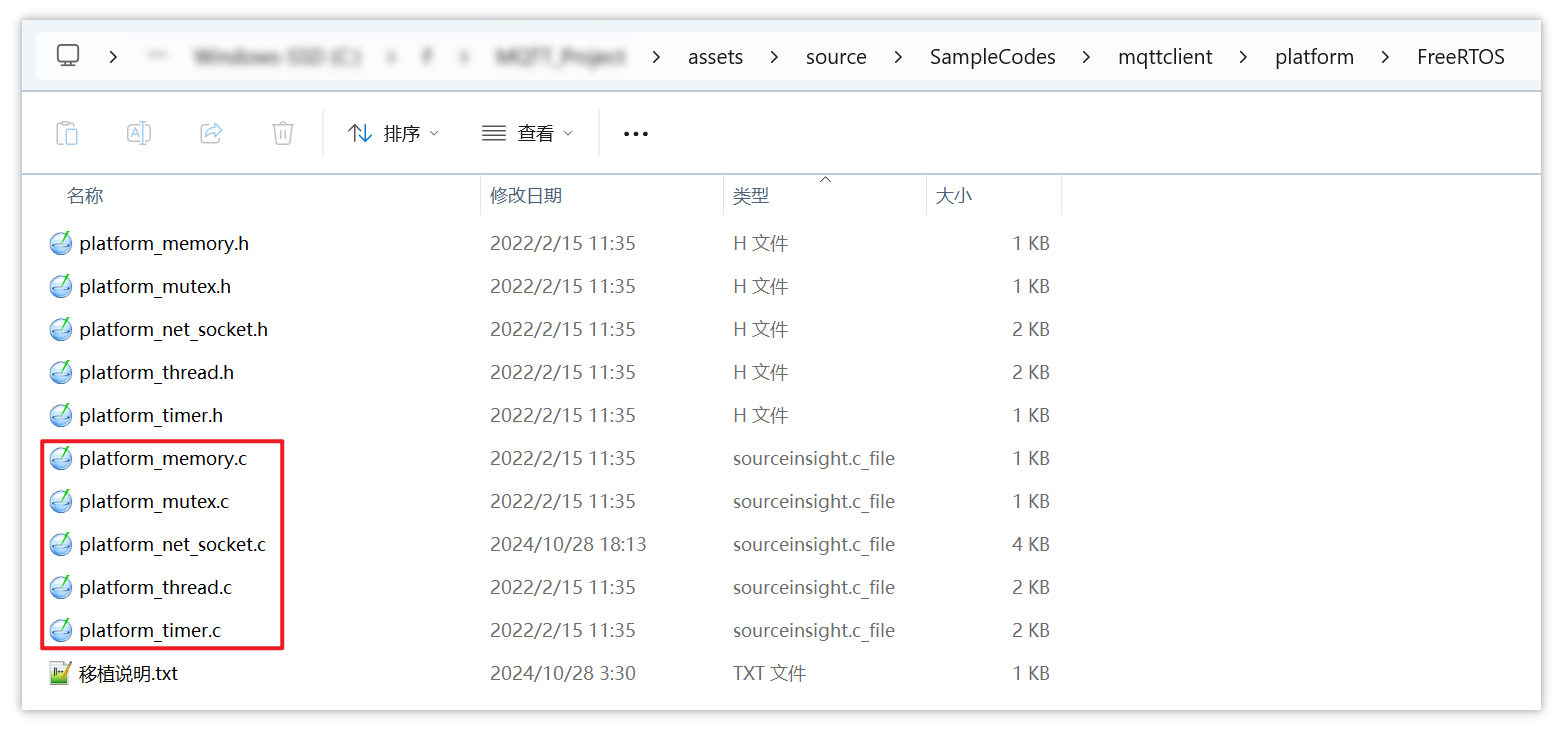 assets > source > SampleCodes > mqttclient > platform > FreeRTOS
排序 查看
名称 修改日期 类型 大小
platform_memory.h 2022/2/15 11:35 H 文件 1 KB
platform_mutex.h 2022/2/15 11:35 H 文件 1 KB
platform_net_socket.h 2022/2/15 11:35 H 文件 2 KB
platform_thread.h 2022/2/15 11:35 H 文件 2 KB
platform_timer.h 2022/2/15 11:35 H 文件 1 KB
platform_memory.c 2022/2/15 11:35 sourceinsight.c_file 1 KB
platform_mutex.c 2022/2/15 11:35 sourceinsight.c_file 1 KB
platform_net_socket.c 2024/10/28 18:13 sourceinsight.c_file 4 KB
platform_thread.c 2022/2/15 11:35 sourceinsight.c_file 2 KB
platform_timer.c 2022/2/15 11:35 sourceinsight.c_file 2 KB
移植说明.txt 2024/10/28 3:30 TXT 文件 1 KB